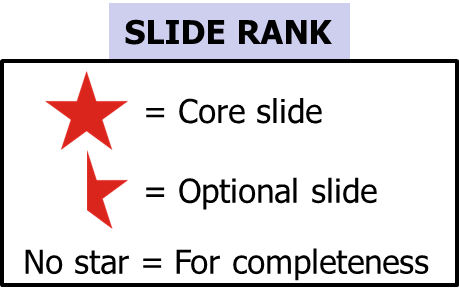 SLIDE RANK
= Core slide
= Optional slide
No star = For completeness